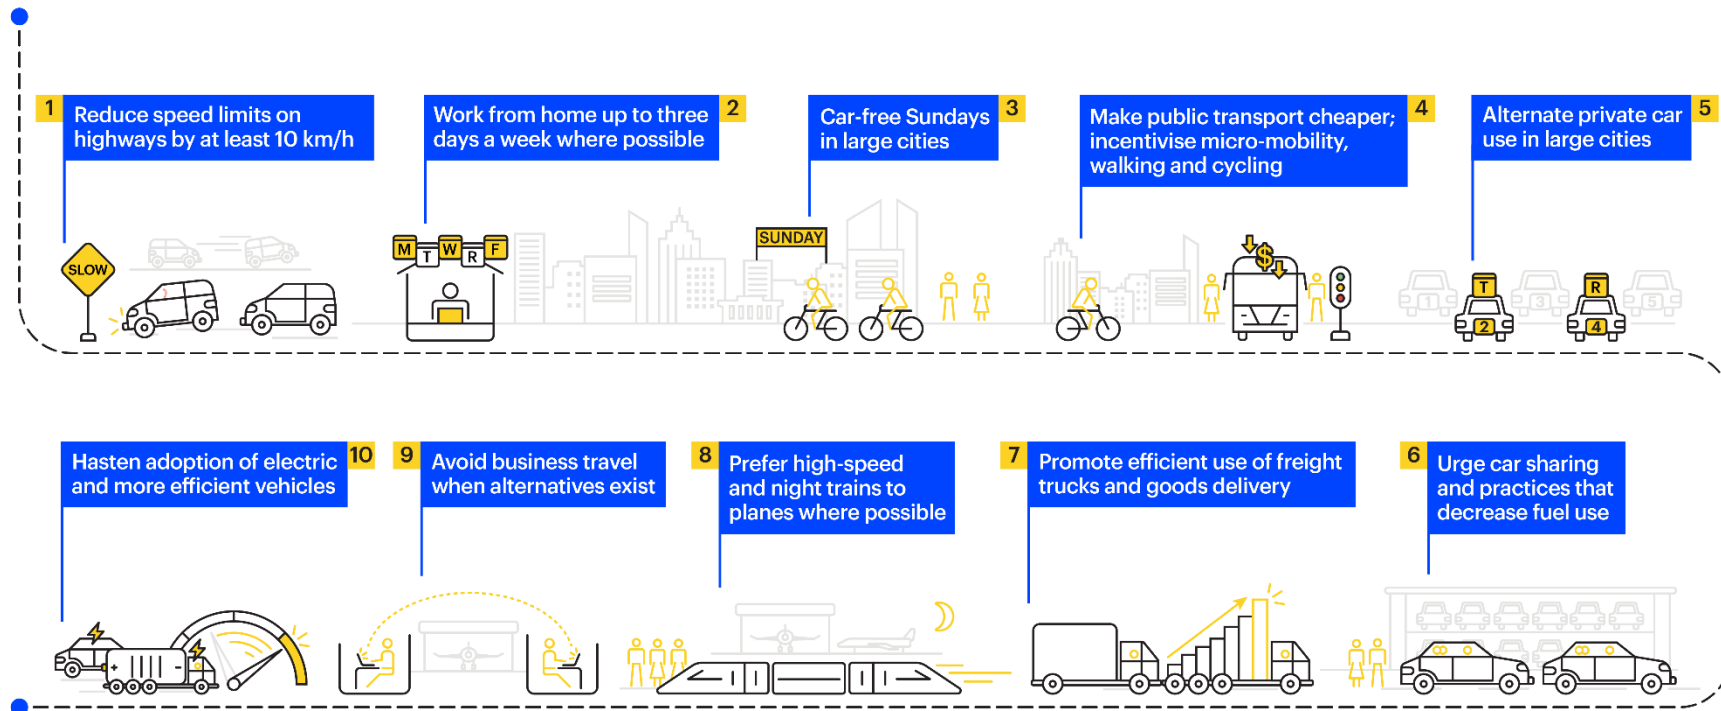 1
Reduce speed limits on
highways by at least 10 km/h
Work from home up to three
days a week where possible
2
Car-free Sundays
in large cities
3
Make public transport cheaper;
incentivise micro-mobility,
walking and cycling
4
Alternate private car
use in large cities
5
SLOW
M T W R F
SUNDAY
$
T
R
1 2 3 4 5
6
Urge car sharing
and practices that
decrease fuel use
7
Promote efficient use of freight
trucks and goods delivery
8
Prefer high-speed
and night trains to
planes where possible
9
Avoid business travel
when alternatives exist
Hasten adoption of electric
and more efficient vehicles
10
+ -